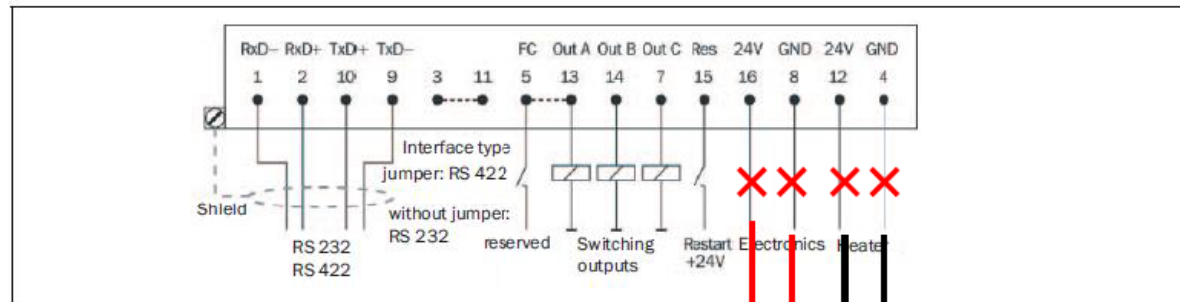 RxD– RxD+ TxD+ TxD– FC Out A Out B Out C Res 24V GND 24V GND
1 2 10 9 3 11 5 13 14 7 15 16 8 12 4
Interface type
jumper: RS 422
Shield
without jumper:
RS 232
RS 232
RS 422
reserved
Switching
outputs
Restart
+24V
Electronics
Heater